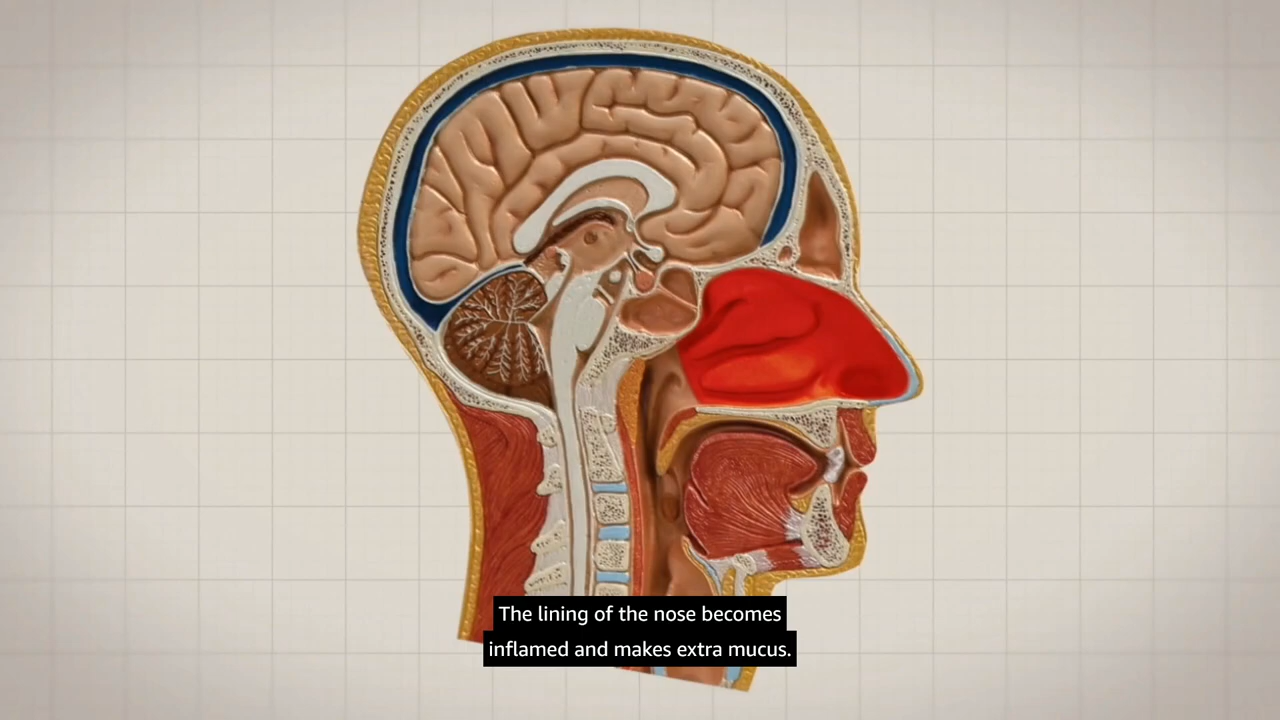 The lining of the nose becomes
inflamed and makes extra mucus.